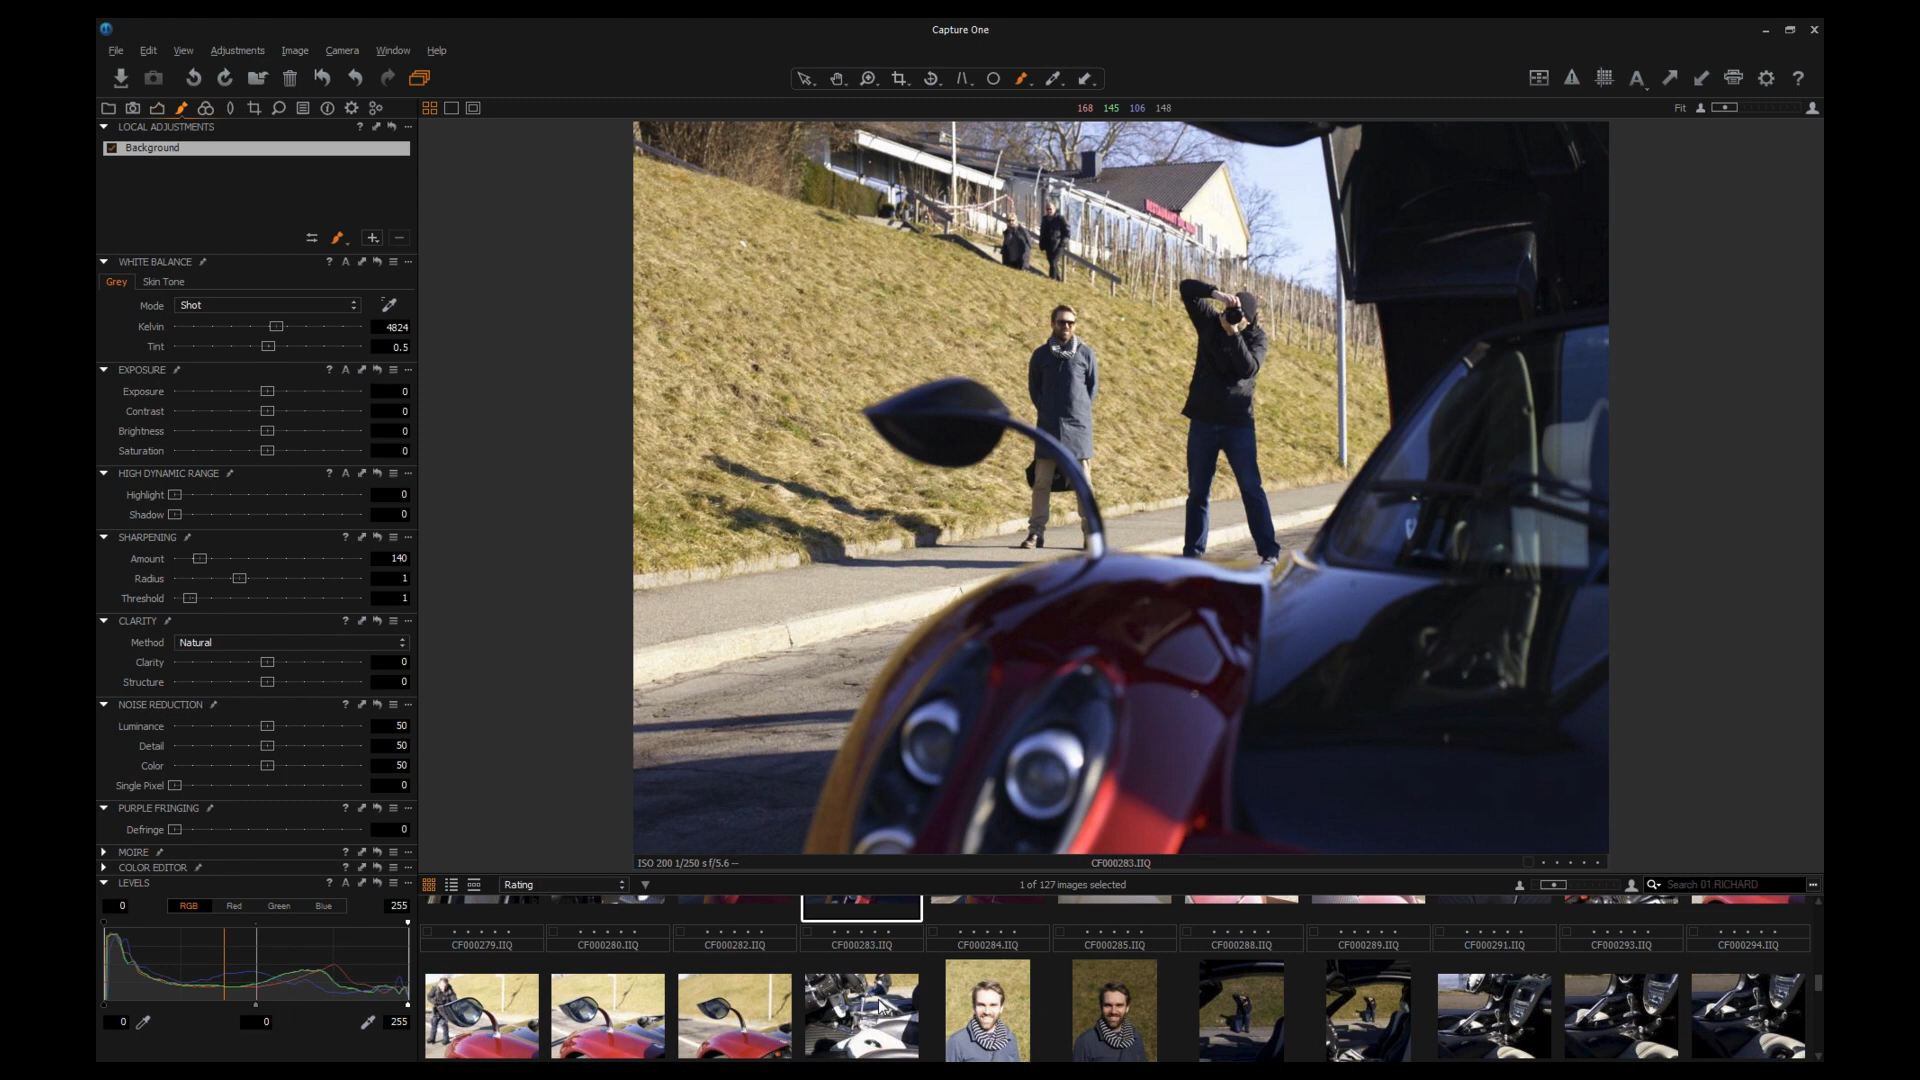 Capture One
File Edit View Adjustments Image Camera Window Help
168 145 106 148
Fit
LOCAL ADJUSTMENTS
Background
WHITE BALANCE
Grey Skin Tone
Mode Shot
Kelvin 4824
Tint 0.5
EXPOSURE
Exposure 0
Contrast 0
Brightness 0
Saturation 0
HIGH DYNAMIC RANGE
Highlight 0
Shadow 0
SHARPENING
Amount 140
Radius 1
Threshold 1
CLARITY
Method Natural
Clarity 0
Structure 0
NOISE REDUCTION
Luminance 50
Detail 50
Color 50
Single Pixel 0
PURPLE FRINGING
Defringe 0
MOIRE
COLOR EDITOR
LEVELS
0 RGB Red Green Blue 255
0 0 255
ISO 200 1/250 s f/5.6 --
CF000283.IIQ
Rating
1 of 127 images selected
Search 01.RICHARD
CF000279.IIQ CF000280.IIQ CF000282.IIQ CF000283.IIQ CF000284.IIQ CF000285.IIQ CF000288.IIQ CF000289.IIQ CF000291.IIQ CF000293.IIQ CF000294.IIQ